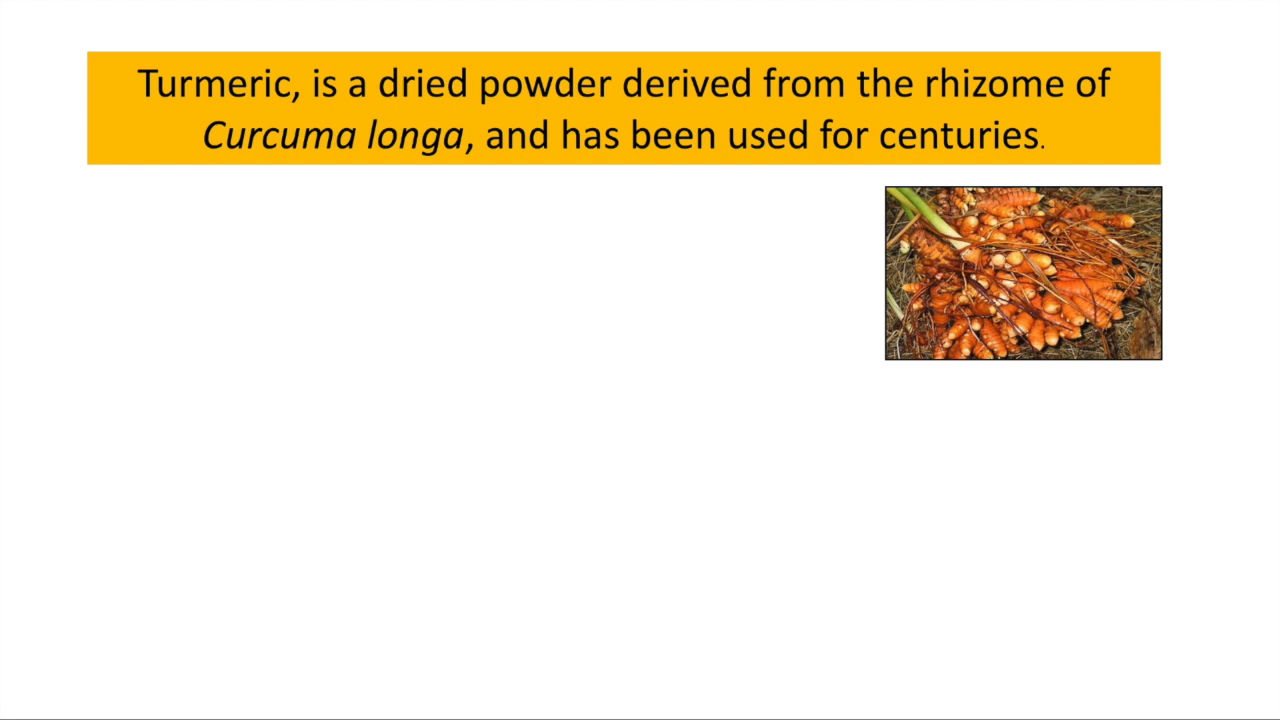 Turmeric, is a dried powder derived from the rhizome of
Curcuma longa, and has been used for centuries.